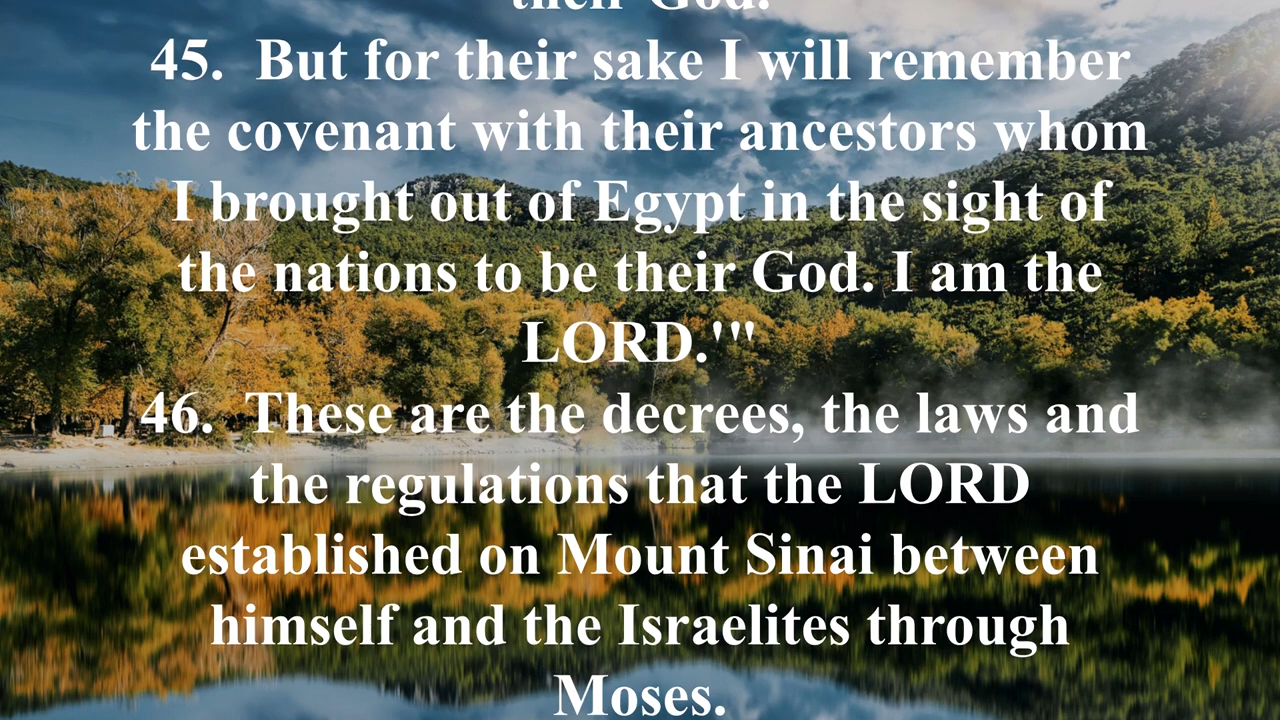 their God.
45.  But for their sake I will remember
the covenant with their ancestors whom
I brought out of Egypt in the sight of
the nations to be their God. I am the
LORD.'"
46.  These are the decrees, the laws and
the regulations that the LORD
established on Mount Sinai between
himself and the Israelites through
Moses.